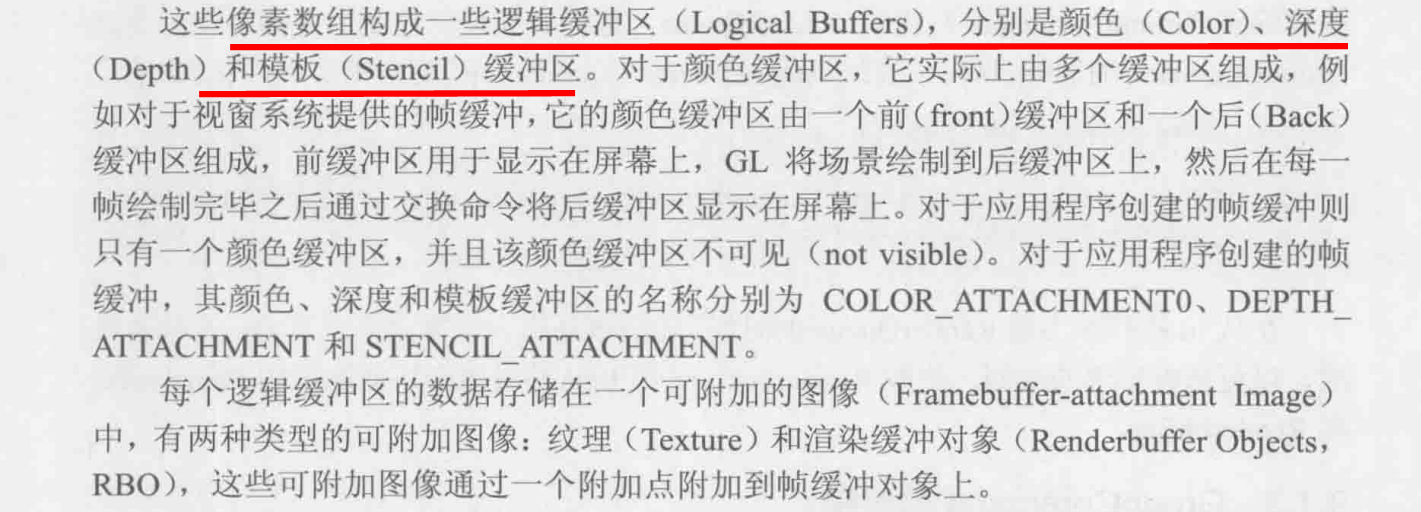 这些像素数组构成一些逻辑缓冲区（Logical Buffers），分别是颜色（Color）、深度
（Depth）和模板（Stencil）缓冲区。对于颜色缓冲区，它实际上由多个缓冲区组成，例
如对于视窗系统提供的帧缓冲，它的颜色缓冲区由一个前（front）缓冲区和一个后（Back）
缓冲区组成，前缓冲区用于显示在屏幕上，GL 将场景绘制到后缓冲区上，然后在每一
帧绘制完毕之后通过交换命令将后缓冲区显示在屏幕上。对于应用程序创建的帧缓冲则
只有一个颜色缓冲区，并且该颜色缓冲区不可见（not visible）。对于应用程序创建的帧
缓冲，其颜色、深度和模板缓冲区的名称分别为 COLOR_ATTACHMENT0、DEPTH_
ATTACHMENT 和 STENCIL_ATTACHMENT。
每个逻辑缓冲区的数据存储在一个可附加的图像（Framebuffer-attachment Image）
中，有两种类型的可附加图像：纹理（Texture）和渲染缓冲对象（Renderbuffer Objects，
RBO），这些可附加图像通过一个附加点附加到帧缓冲对象上。